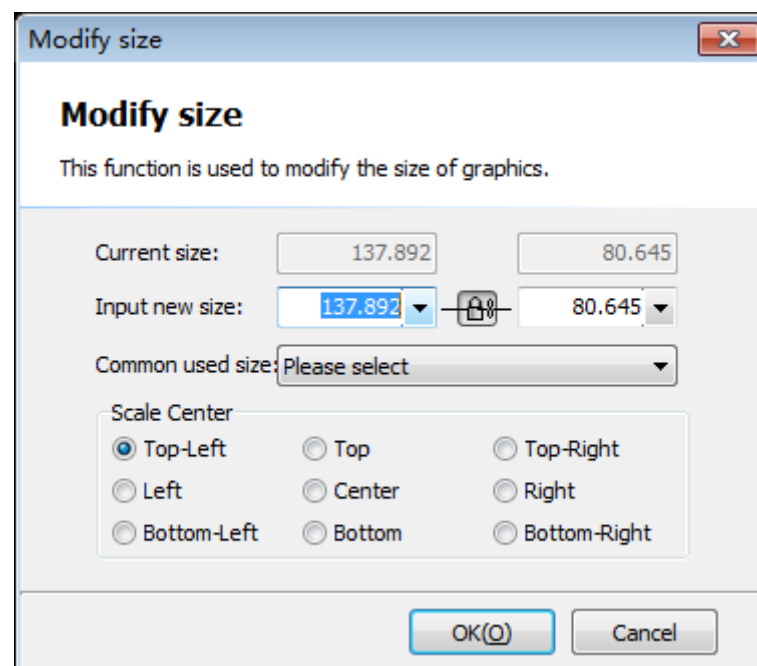 Modify size
Modify size
This function is used to modify the size of graphics.
Current size: 137.892 80.645
Input new size: 137.892 80.645
Common used size: Please select
Scale Center
Top-Left Top Top-Right
Left Center Right
Bottom-Left Bottom Bottom-Right
OK(O) Cancel